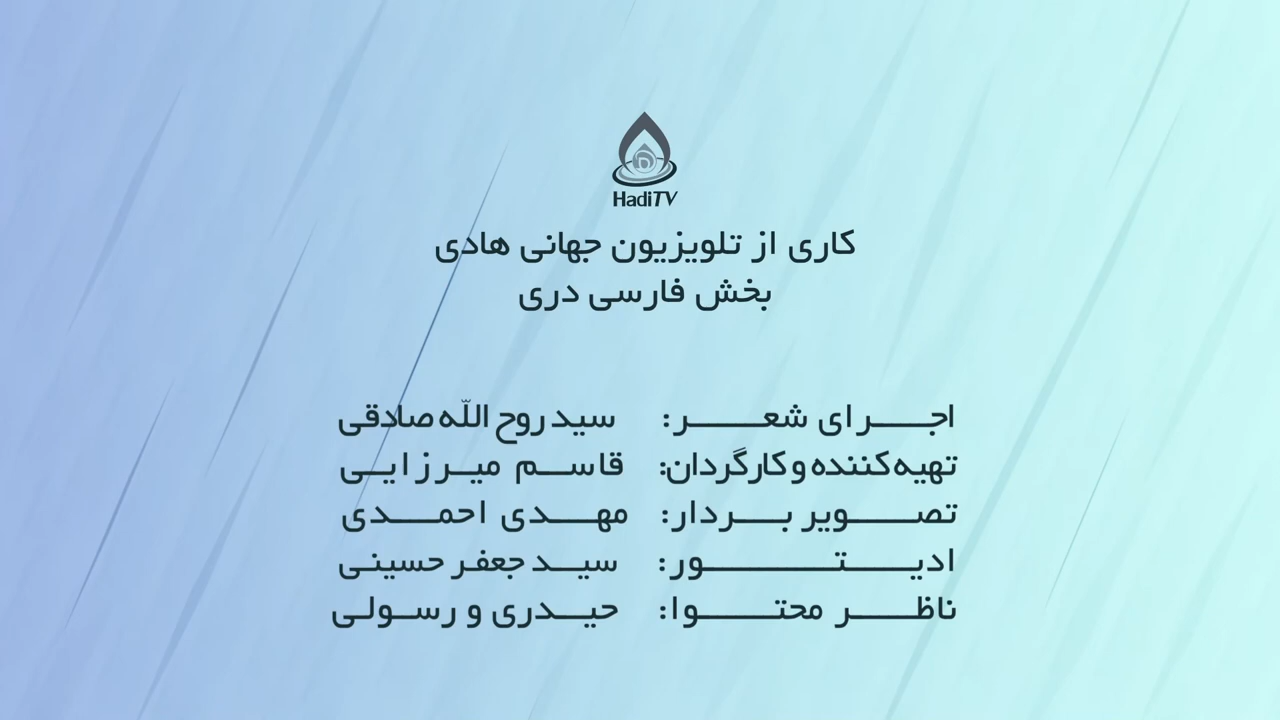 HadiTV
کاری از تلویزیون جهانی هادی
بخش فارسی دری
اجرای شعر: سید روح اللّه صادقی
تهیه کننده و کارگردان: قاسم میرزایی
تصویر بردار: مهدی احمدی
ادیتور: سید جعفر حسینی
ناظر محتوا: حیدری و رسولی